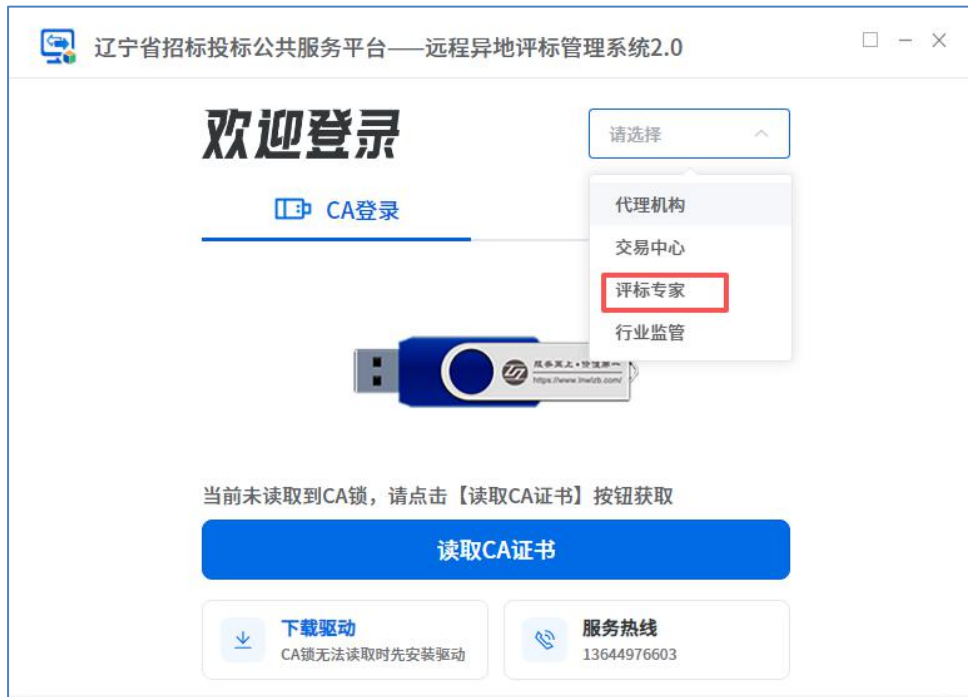 辽宁省招标投标公共服务平台——远程异地评标管理系统2.0
欢迎登录
请选择
CA登录
代理机构
交易中心
评标专家
行业监管
https://www.lnwlzb.com/
当前未读取到CA锁，请点击【读取CA证书】按钮获取
读取CA证书
下载驱动
CA锁无法读取时先安装驱动
服务热线
13644976603